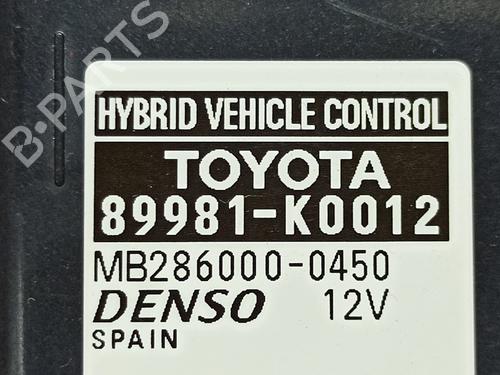 B-PARTS
HYBRID VEHICLE CONTROL
TOYOTA
89981-K0012
MB286000-0450
DENSO 12V
SPAIN